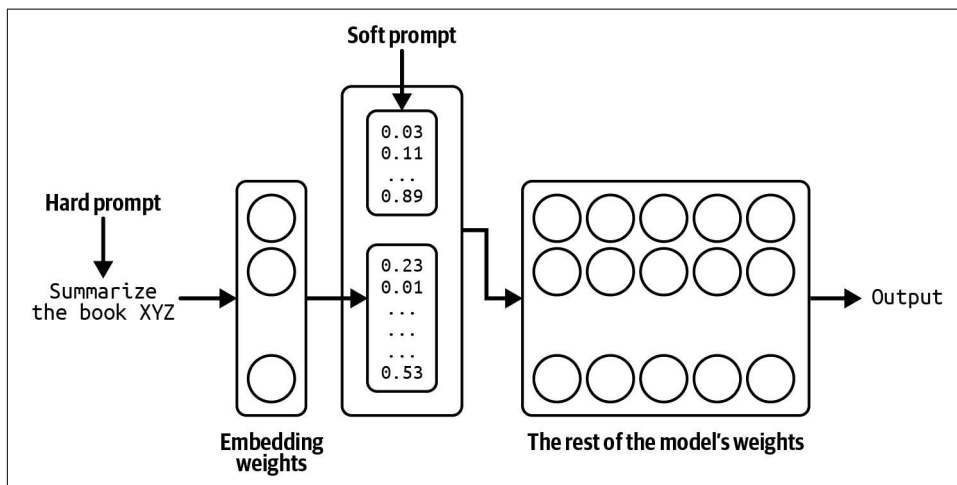 Soft prompt
0.03
0.11
...
0.89
Hard prompt
Summarize
the book XYZ
0.23
0.01
...
...
...
0.53
Output
Embedding
weights
The rest of the model's weights